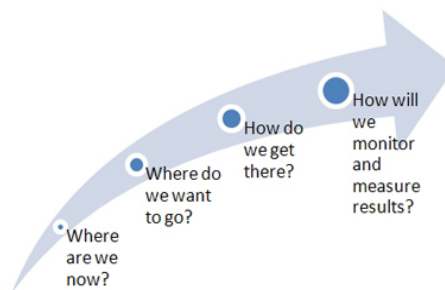 Where
are we
now?
Where do
we want
to go?
How do
we get
there?
How will
we
monitor
and
measure
results?